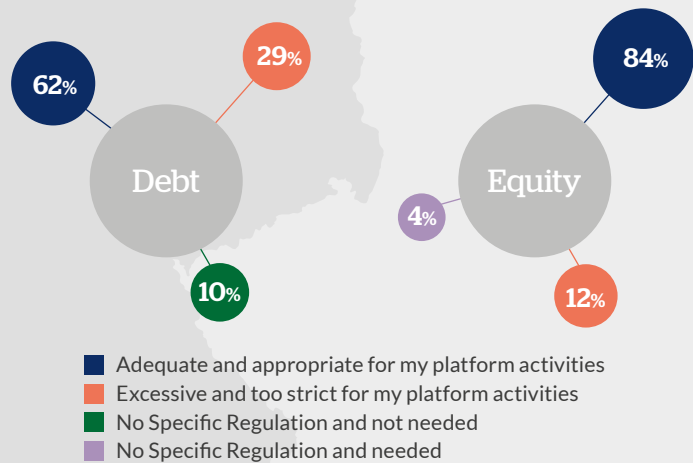 62%
29%
Debt
10%
84%
Equity
4%
12%
Adequate and appropriate for my platform activities
Excessive and too strict for my platform activities
No Specific Regulation and not needed
No Specific Regulation and needed